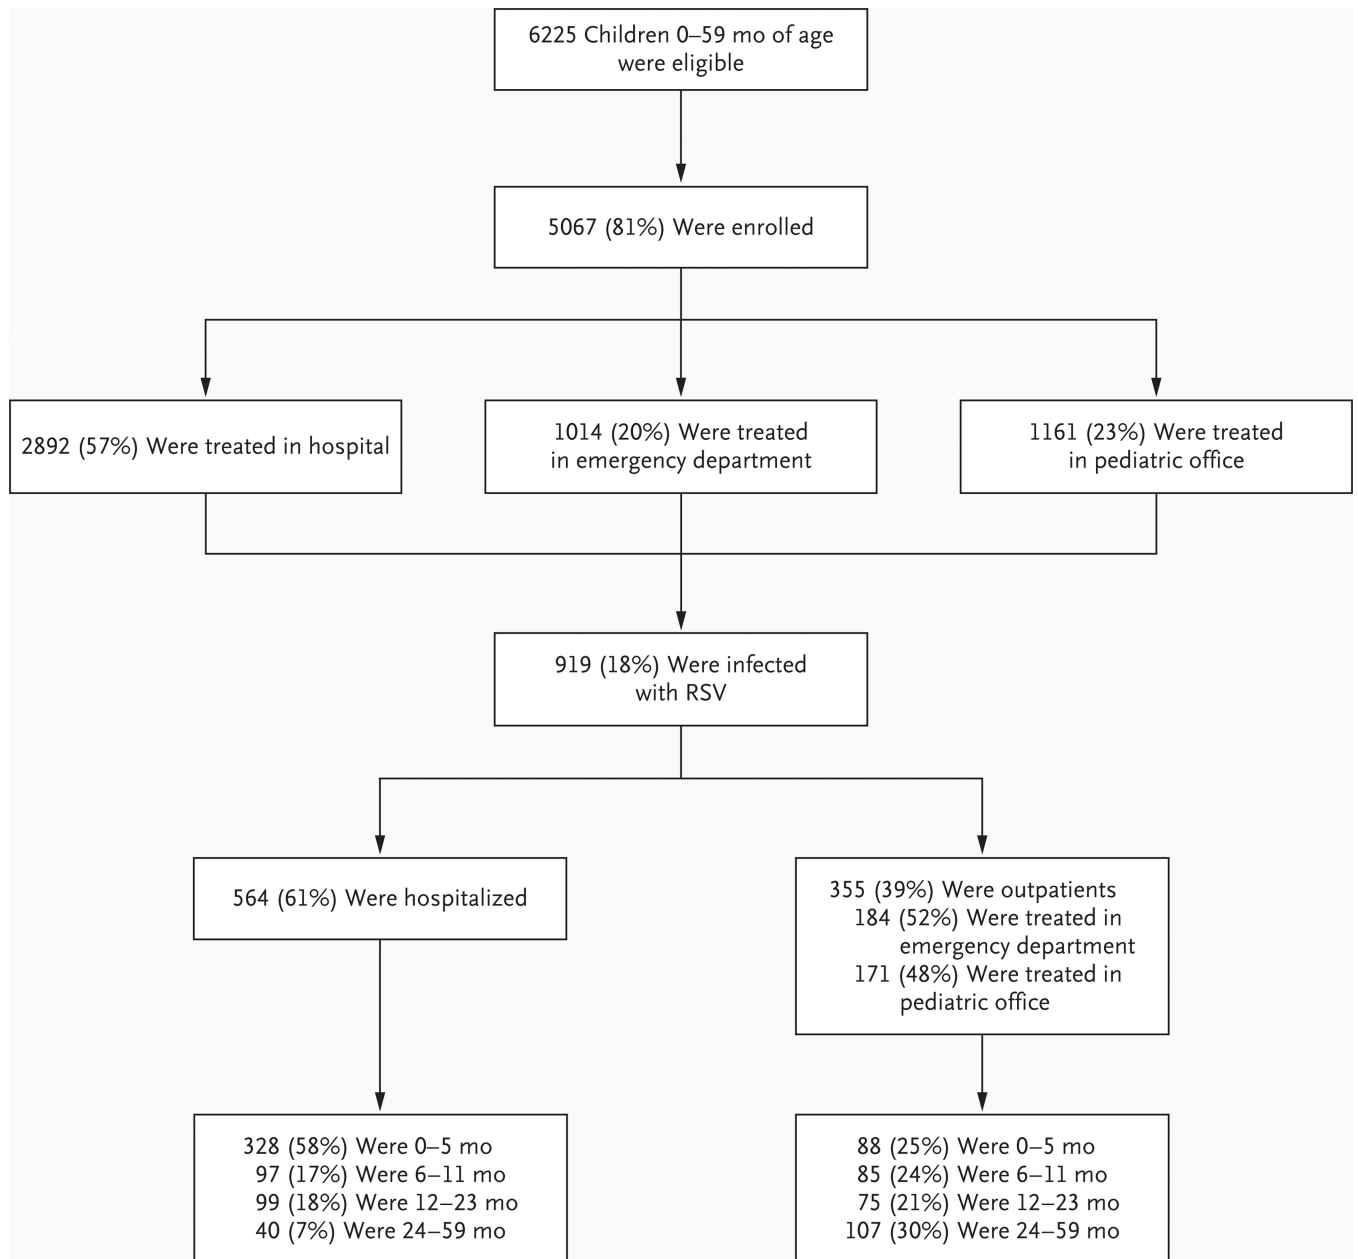 6225 Children 0–59 mo of age
were eligible
5067 (81%) Were enrolled
2892 (57%) Were treated in hospital
1014 (20%) Were treated
in emergency department
1161 (23%) Were treated
in pediatric office
919 (18%) Were infected
with RSV
564 (61%) Were hospitalized
355 (39%) Were outpatients
184 (52%) Were treated in
emergency department
171 (48%) Were treated in
pediatric office
328 (58%) Were 0–5 mo
97 (17%) Were 6–11 mo
99 (18%) Were 12–23 mo
40 (7%) Were 24–59 mo
88 (25%) Were 0–5 mo
85 (24%) Were 6–11 mo
75 (21%) Were 12–23 mo
107 (30%) Were 24–59 mo